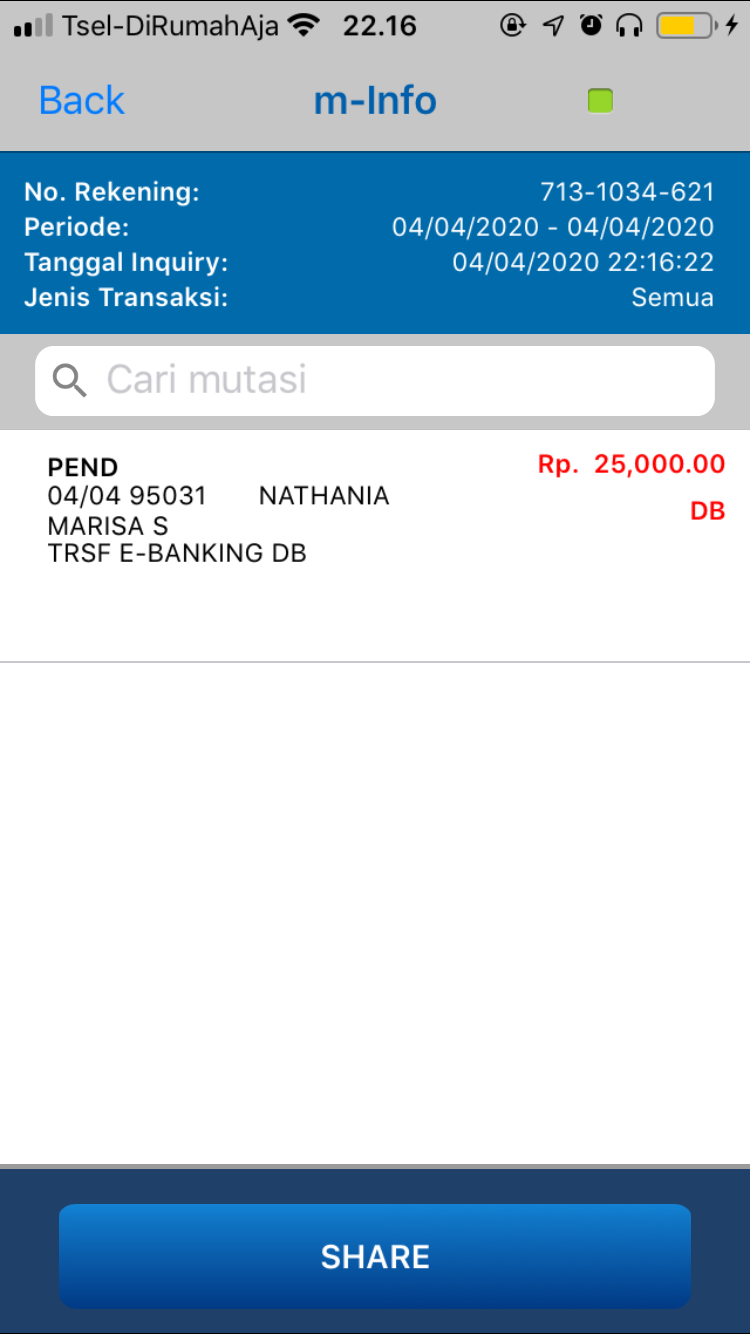 Tsel-DiRumahAja 22.16
Back m-Info
No. Rekening: 713-1034-621
Periode: 04/04/2020 - 04/04/2020
Tanggal Inquiry: 04/04/2020 22:16:22
Jenis Transaksi: Semua
Cari mutasi
PEND Rp. 25,000.00
04/04 95031 NATHANIA DB
MARISA S
TRSF E-BANKING DB
SHARE